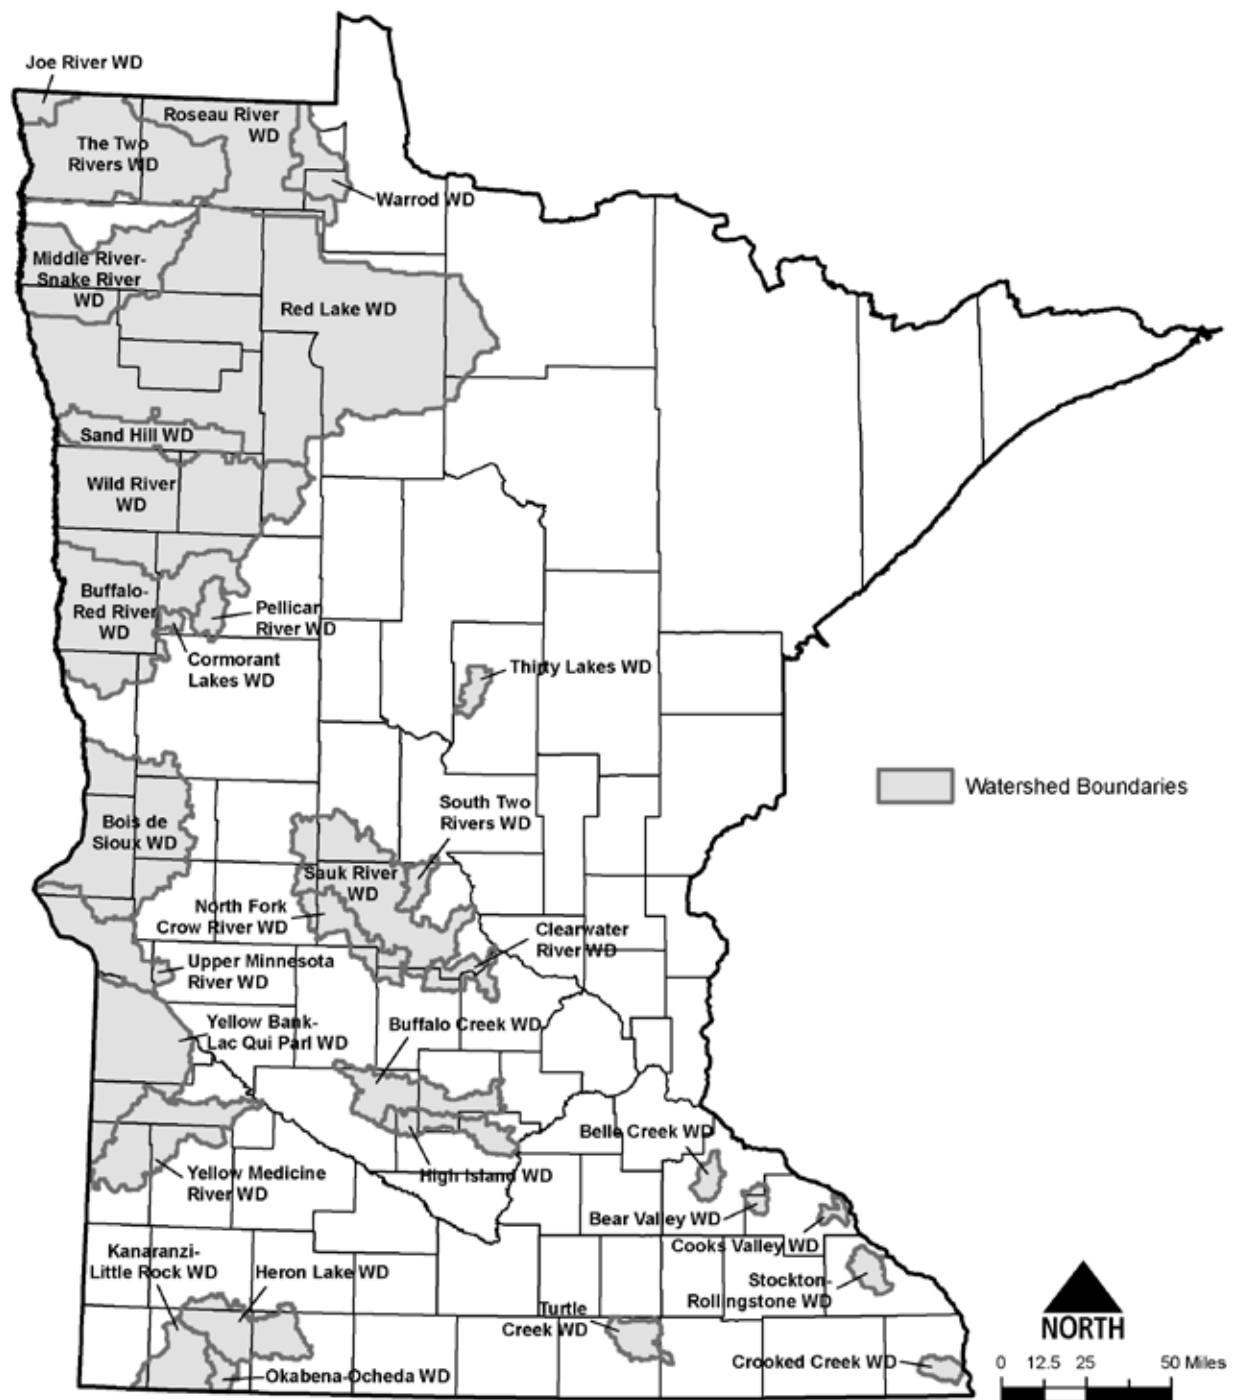 Joe River WD
Roseau River
WD
The Two
Rivers WD
Warrod WD
Middle River-
Snake River
WD
Red Lake WD
Sand Hill WD
Wild River
WD
Buffalo-
Red River
WD
Pellican
River WD
Cormorant
Lakes WD
Thirty Lakes WD
Watershed Boundaries
Bois de
Sioux WD
South Two
Rivers WD
Sauk River
WD
North Fork
Crow River WD
Clearwater
River WD
Upper Minnesota
River WD
Yellow Bank-
Lac Qui Parl WD
Buffalo Creek WD
Belle Creek WD
High Island WD
Yellow Medicine
River WD
Bear Valley WD
Cooks Valley WD
Kanaranzi-
Little Rock WD
Heron Lake WD
Stockton-
Rollingstone WD
Turtle
Creek WD
Crooked Creek WD
Okabena-Ocheda WD
NORTH
0 12.5 25 50 Miles